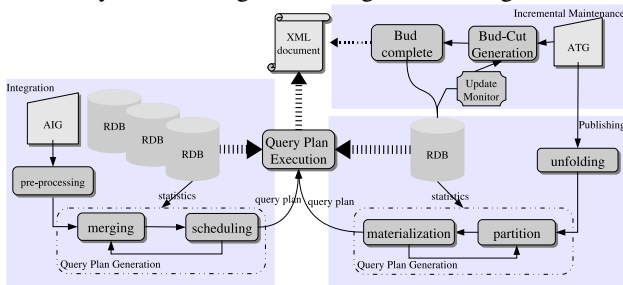 Incremental Maintenance
XML
document
Bud
complete
Bud-Cut
Generation
ATG
Update
Monitor
Integration
AIG
RDB
RDB
RDB
Query Plan
Execution
RDB
Publishing
unfolding
pre-processing
statistics
query plan
query plan
statistics
merging
scheduling
materialization
partition
Query Plan Generation
Query Plan Generation